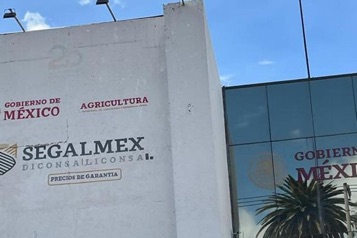 GOBIERNO DE
MÉXICO
AGRICULTURA
SEGALMEX
DICONSA LICONSA
PRECIOS DE GARANTÍA
GOBIERNO
MÉXICO